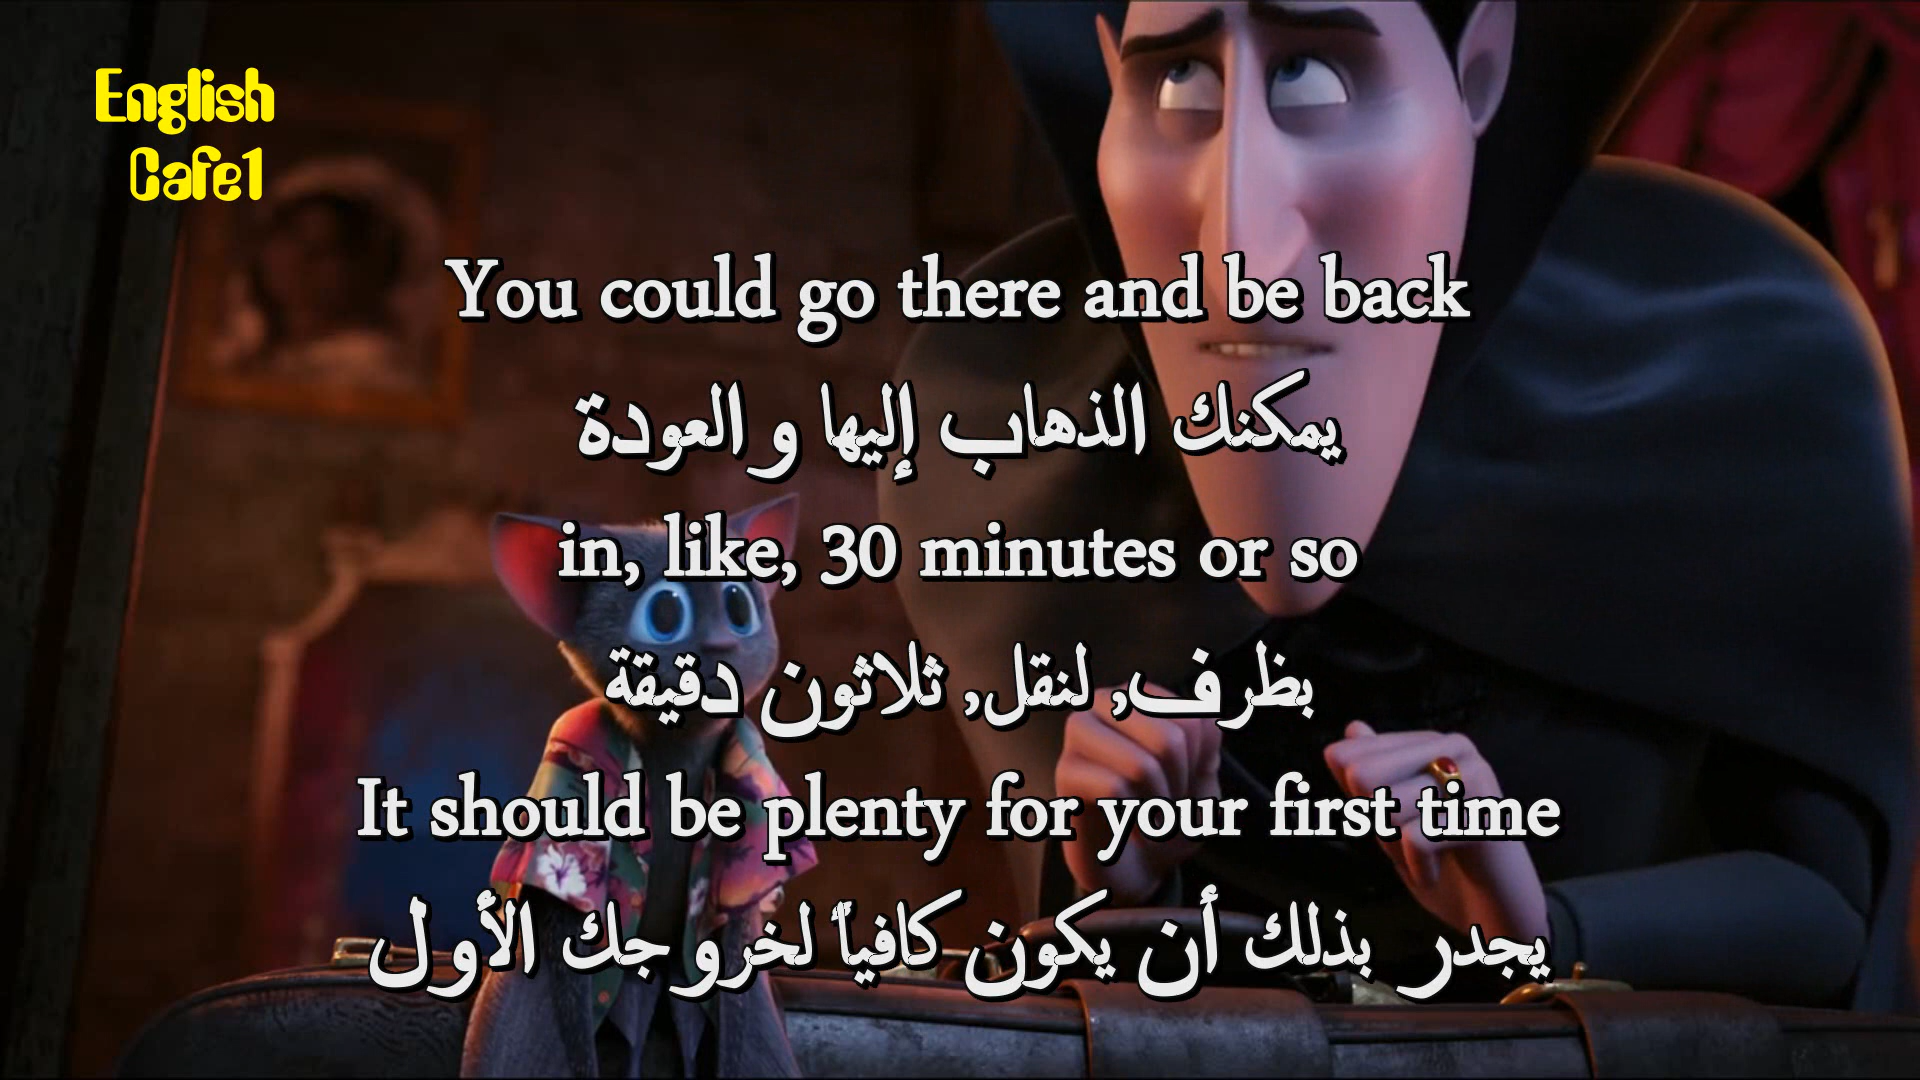 English
Cafe1
You could go there and be back
يمكنك الذهاب إليها و العودة
in, like, 30 minutes or so
بظرف, لنقل, ثلاثون دقيقة
It should be plenty for your first time
يجدر بذلك أن يكون كافياً لخروجك الأول